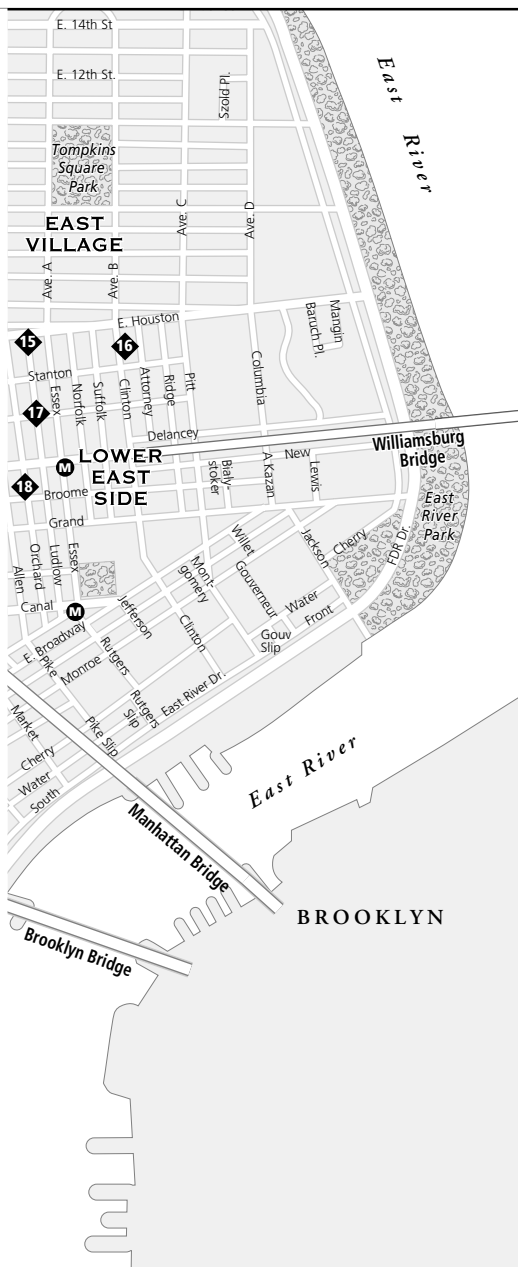 E. 14th St
E. 12th St.
Szold Pl.
East
River
Tompkins
Square
Park
Ave. C
Ave. D
EAST
VILLAGE
Ave. A
Ave. B
E. Houston
15
16
Mangin
Baruch Pl.
Columbia
Stanton
Essex
Norfolk
Suffolk
Clinton
Attorney
Ridge
Pitt
17
Delancey
Williamsburg
Bridge
LOWER
EAST
SIDE
M
New
Lewis
A. Kazan
Bialy-
stoker
18
Broome
Grand
East
River
Park
FDR Dr.
Cherry
Jackson
Willet
Gouverneur
Mont-
gomery
Allen
Orchard
Ludlow
Essex
Canal
M
Jefferson
Clinton
Water
Front
Gouv
Slip
E. Broadway
Pike
Monroe
Rutgers
Rutgers
Slip
East River Dr.
Market
Pike Slip
Cherry
Water
South
East River
Manhattan Bridge
BROOKLYN
Brooklyn Bridge